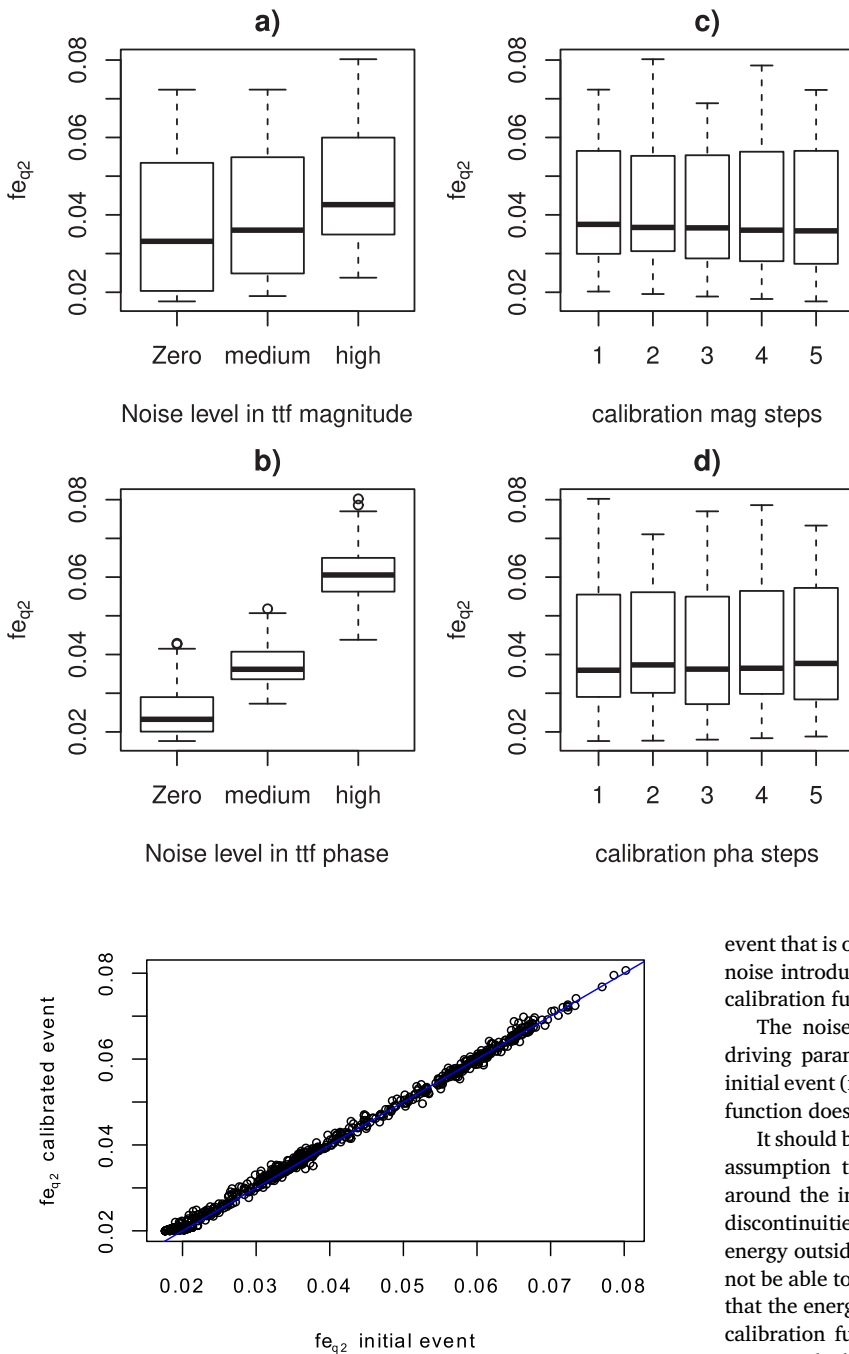 a)
0.02 0.04 0.06 0.08
fe_q2
Zero medium high
Noise level in ttf magnitude
c)
0.02 0.04 0.06 0.08
fe_q2
1 2 3 4 5
calibration mag steps
b)
0.02 0.04 0.06 0.08
fe_q2
Zero medium high
Noise level in ttf phase
d)
0.02 0.04 0.06 0.08
fe_q2
1 2 3 4 5
calibration pha steps
0.02 0.04 0.06 0.08
fe_q2 calibrated event
0.02 0.03 0.04 0.05 0.06 0.07 0.08
fe_q2 initial event
event that is
noise introdu
calibration fu
The noise
driving param
initial event
function does
It should b
assumption t
around the in
discontinuitie
energy outsid
not be able to
that the energ
calibration fu